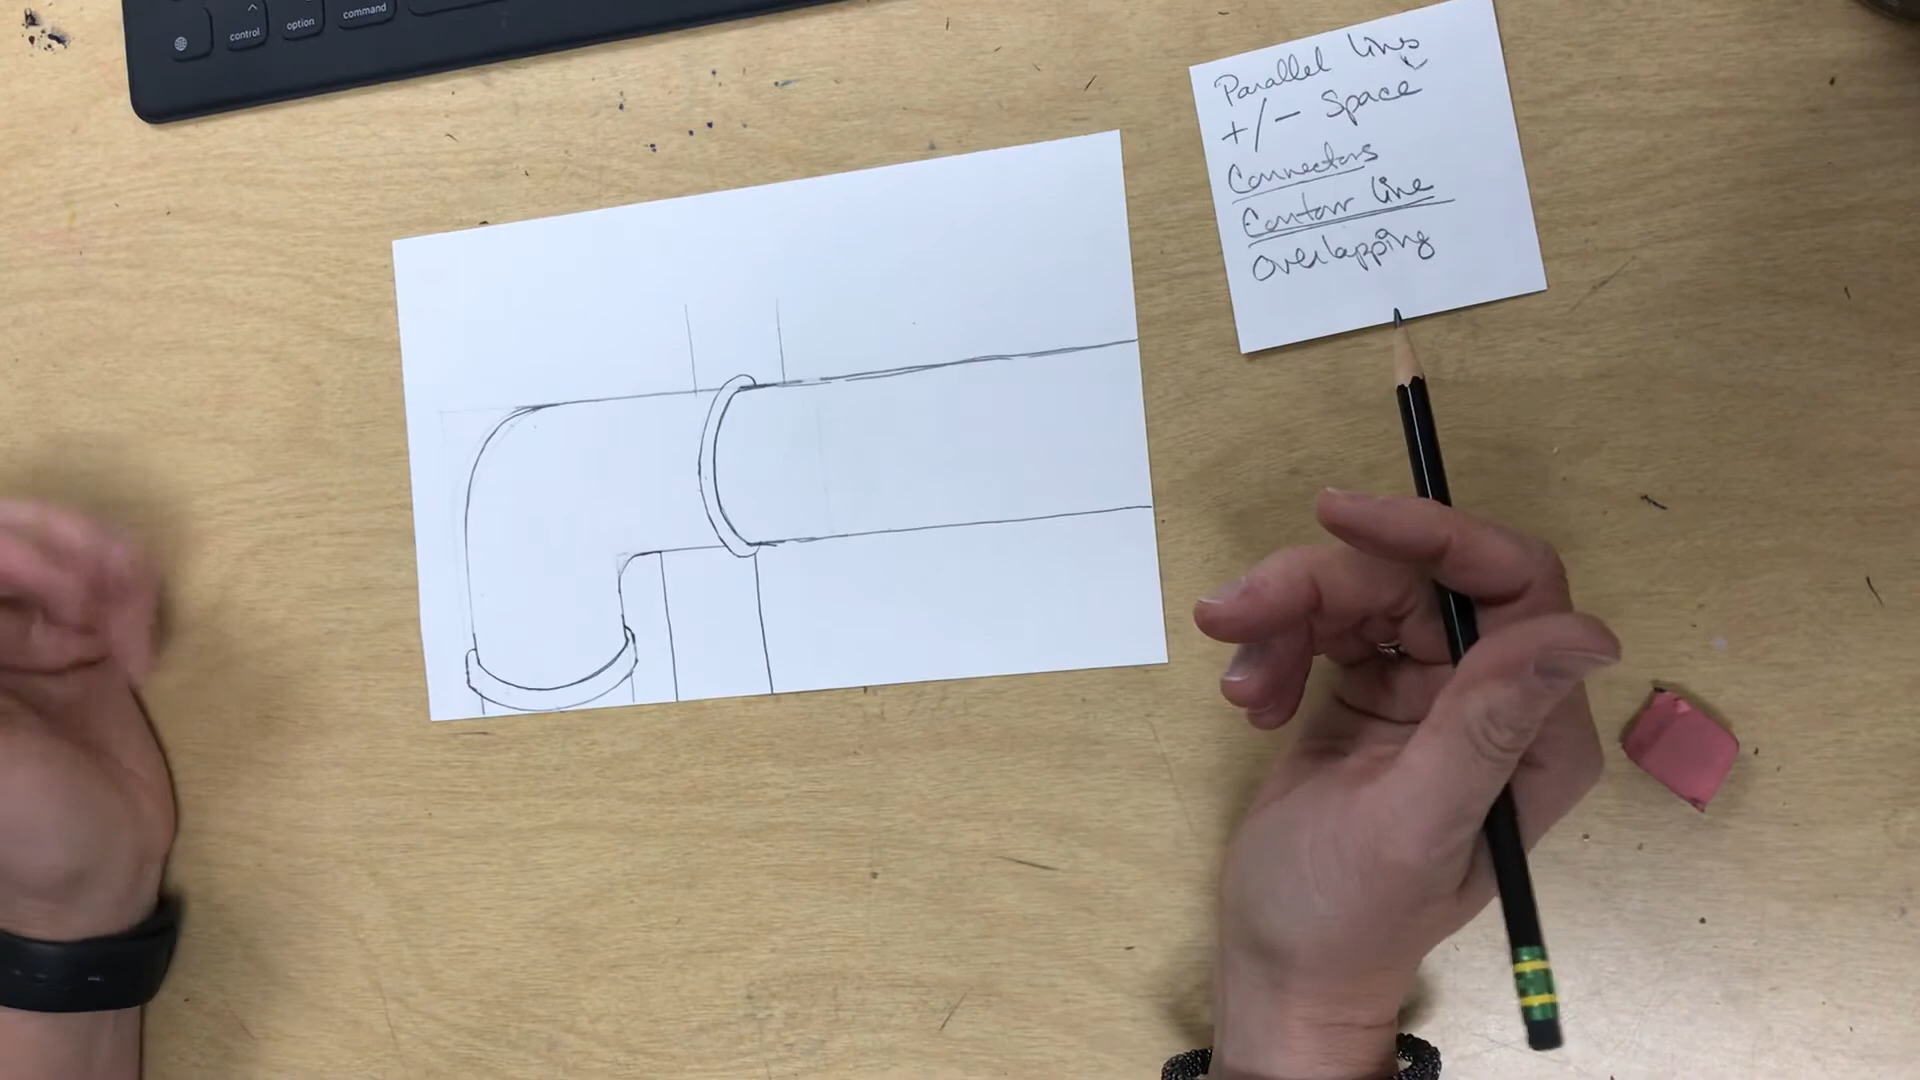 control
option
command
Parallel lines
+/- Space
Connectors
Contour line
overlapping